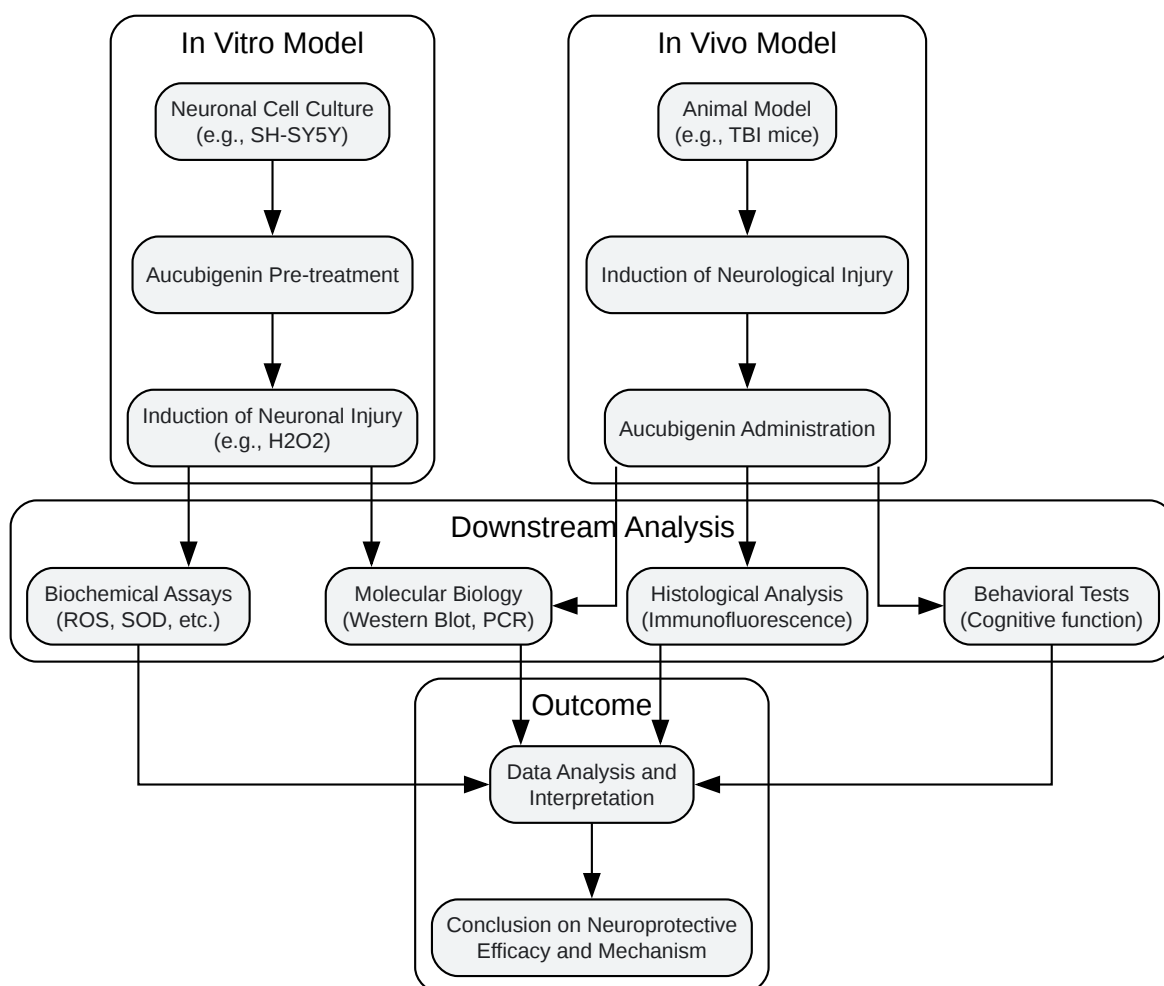 In Vitro Model
Neuronal Cell Culture
(e.g., SH-SY5Y)
Aucubigenin Pre-treatment
Induction of Neuronal Injury
(e.g., H2O2)
In Vivo Model
Animal Model
(e.g., TBI mice)
Induction of Neurological Injury
Aucubigenin Administration
Downstream Analysis
Biochemical Assays
(ROS, SOD, etc.)
Molecular Biology
(Western Blot, PCR)
Histological Analysis
(Immunofluorescence)
Behavioral Tests
(Cognitive function)
Outcome
Data Analysis and
Interpretation
Conclusion on Neuroprotective
Efficacy and Mechanism